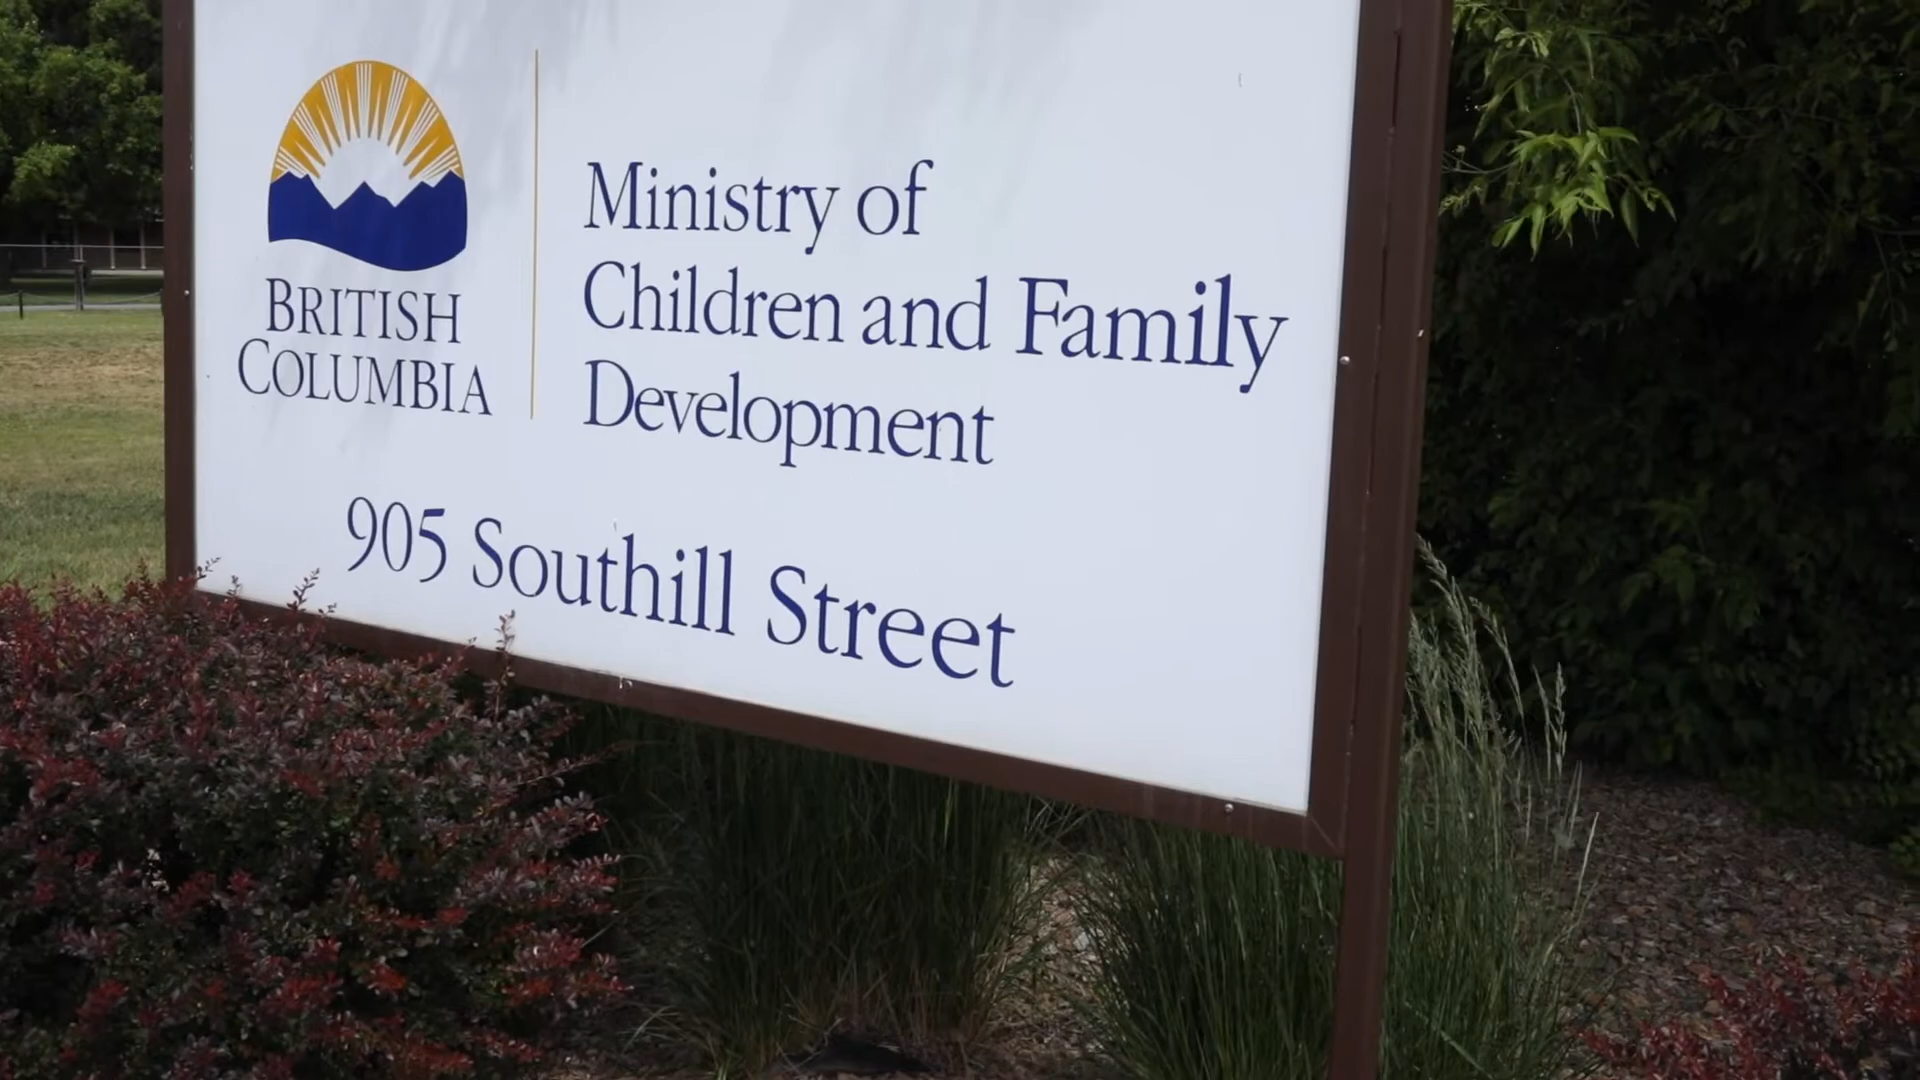 BRITISH
COLUMBIA
Ministry of
Children and Family
Development
905 Southill Street